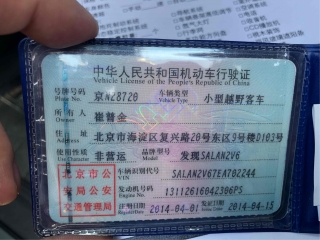 中华人民共和国机动车行驶证
Vehicle License of the People's Republic of China
号牌号码 京N28720 车辆类型 小型越野客车
Plate No. Vehicle Type
所有人 崔普金
Owner
住址 北京市海淀区复兴路20号东区9号楼D103号
Address
使用性质 非营运 品牌型号 发现SALAN2V6
Use Character Model
北京市公安局公安交通管理局
车辆识别代号 SALAN2V67EA702244
VIN
发动机号码 13112616042306PS
Engine No.
注册日期 2014-04-01 发证日期 2014-04-15
Register Date Issue Date